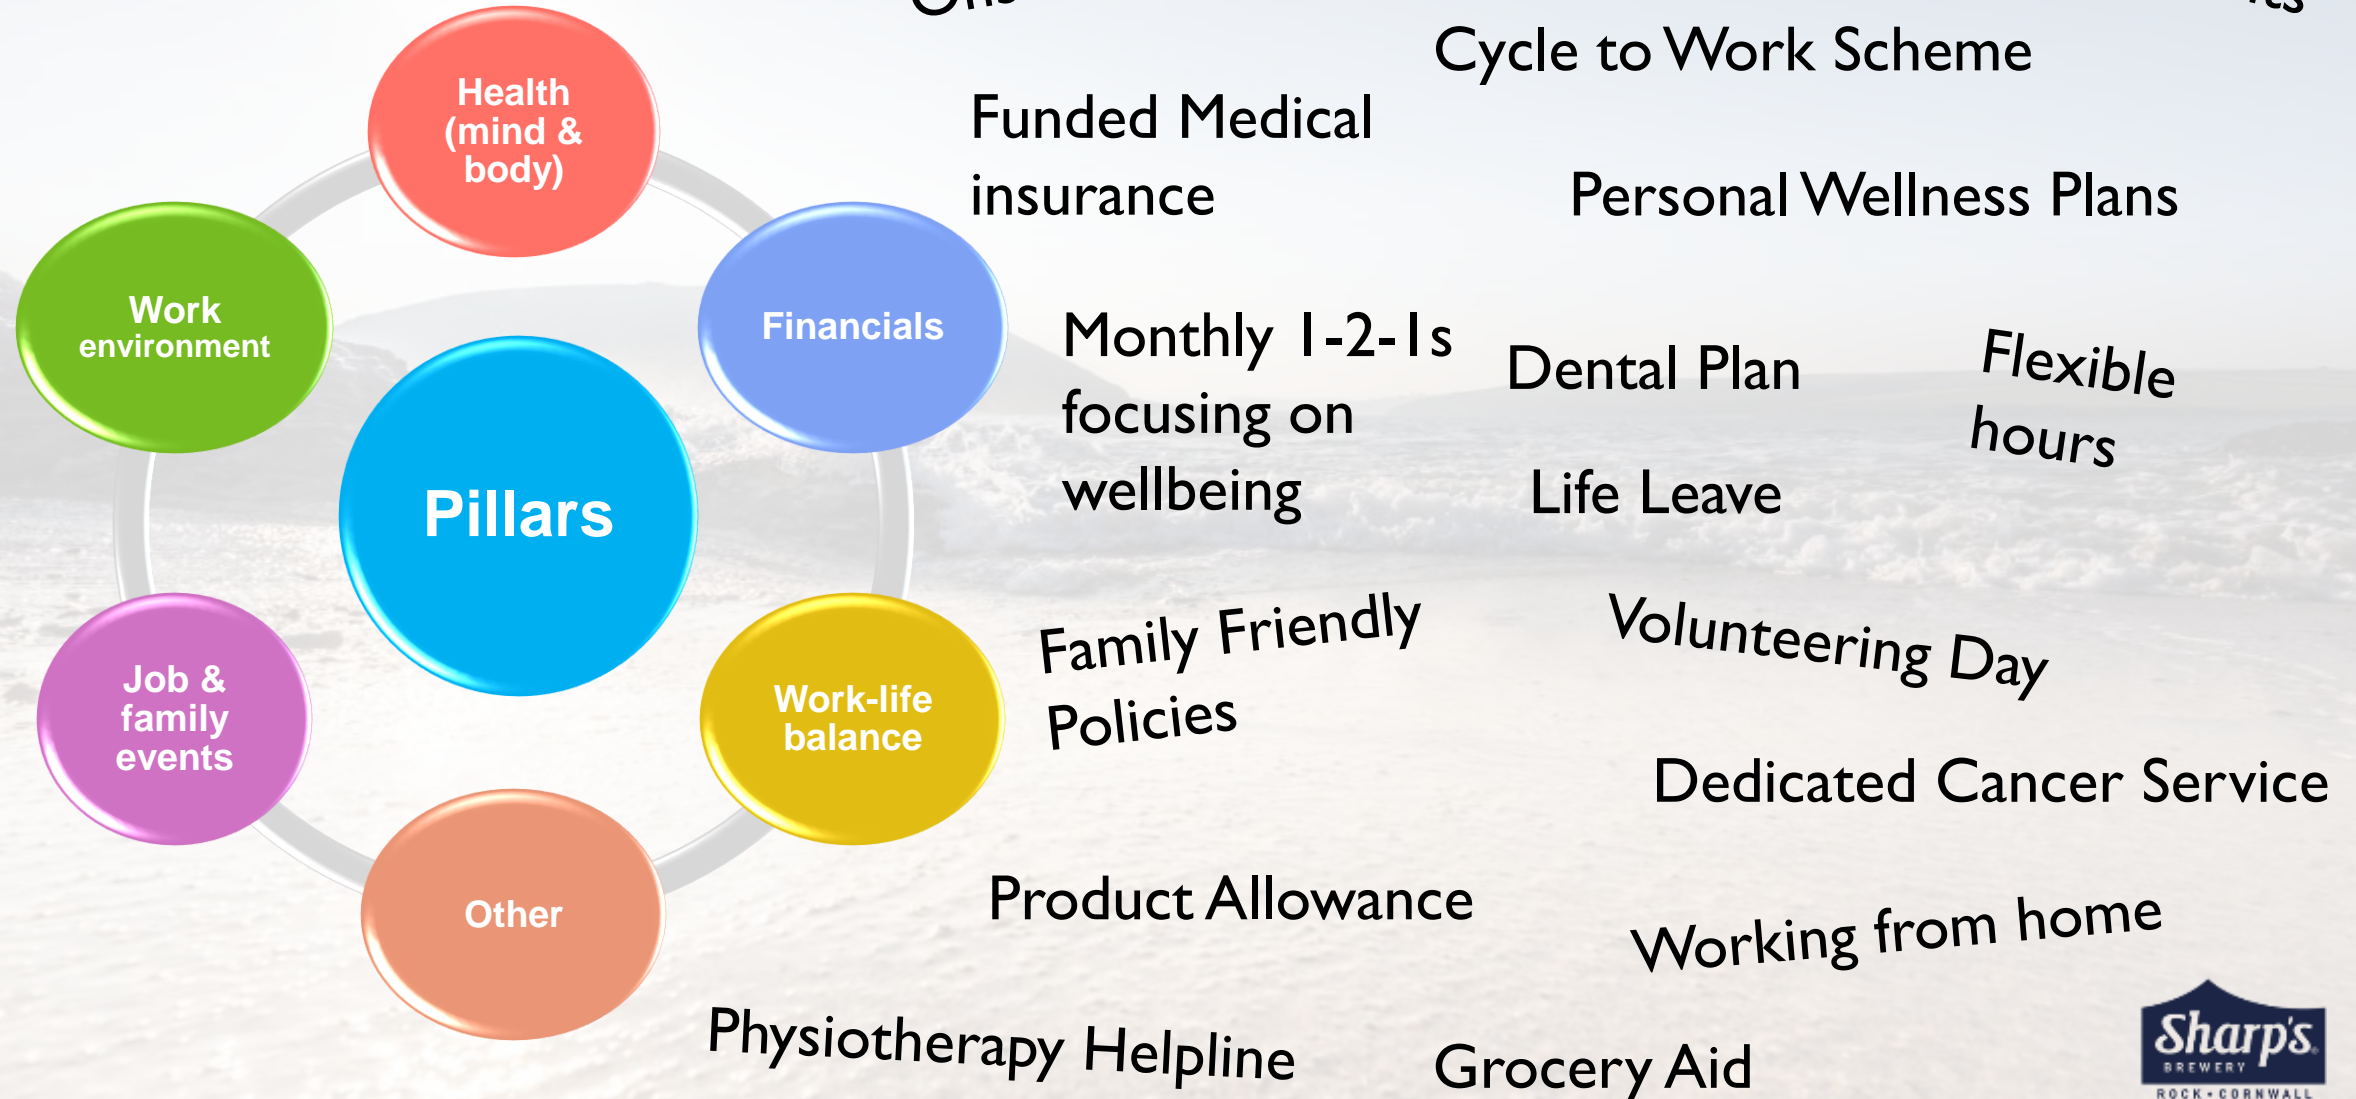 Health
(mind &
body)
Work
environment
Financials
Pillars
Job &
family
events
Work-life
balance
Other
Cycle to Work Scheme
Funded Medical
insurance
Personal Wellness Plans
Monthly 1-2-1s
focusing on
wellbeing
Dental Plan
Flexible
hours
Life Leave
Family Friendly
Policies
Volunteering Day
Dedicated Cancer Service
Product Allowance
Working from home
Physiotherapy Helpline
Grocery Aid
Sharp's
BREWERY
ROCK • CORNWALL